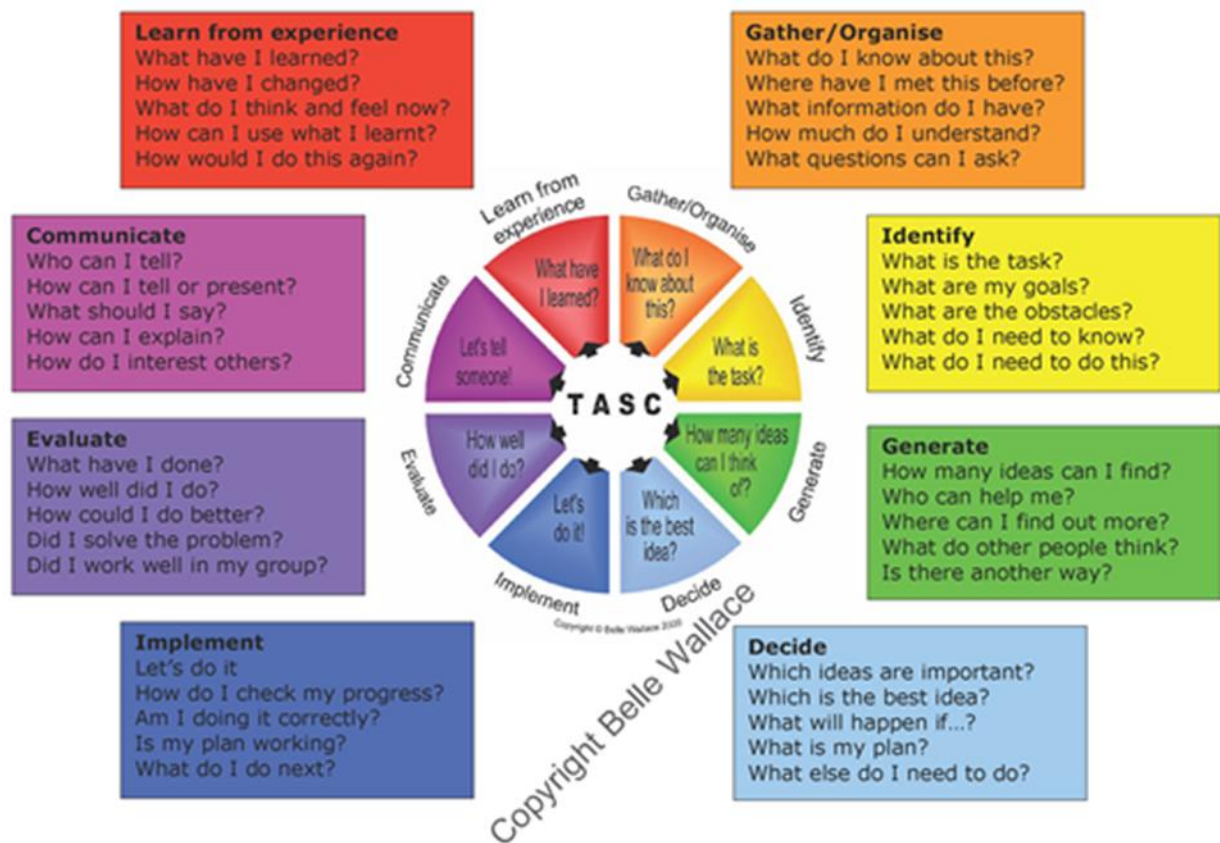 Learn from experience
What have I learned?
How have I changed?
What do I think and feel now?
How can I use what I learnt?
How would I do this again?
Gather/Organise
What do I know about this?
Where have I met this before?
What information do I have?
How much do I understand?
What questions can I ask?
Communicate
Who can I tell?
How can I tell or present?
What should I say?
How can I explain?
How do I interest others?
Identify
What is the task?
What are my goals?
What are the obstacles?
What do I need to know?
What do I need to do this?
Evaluate
What have I done?
How well did I do?
How could I do better?
Did I solve the problem?
Did I work well in my group?
Generate
How many ideas can I find?
Who can help me?
Where can I find out more?
What do other people think?
Is there another way?
Implement
Let's do it
How do I check my progress?
Am I doing it correctly?
Is my plan working?
What do I do next?
Decide
Which ideas are important?
Which is the best idea?
What will happen if...?
What is my plan?
What else do I need to do?
Learn from
experience
What have
I learned?
Gather/Organise
What do I
know about
this?
Identify
What is
the task?
Generate
How many ideas
can I think
of?
Decide
Which
is the best
idea?
Implement
Let's
do it!
Evaluate
How well
did I do?
Communicate
Let's tell
someone!
TASC
Copyright © Belle Wallace
Copyright Belle Wallace